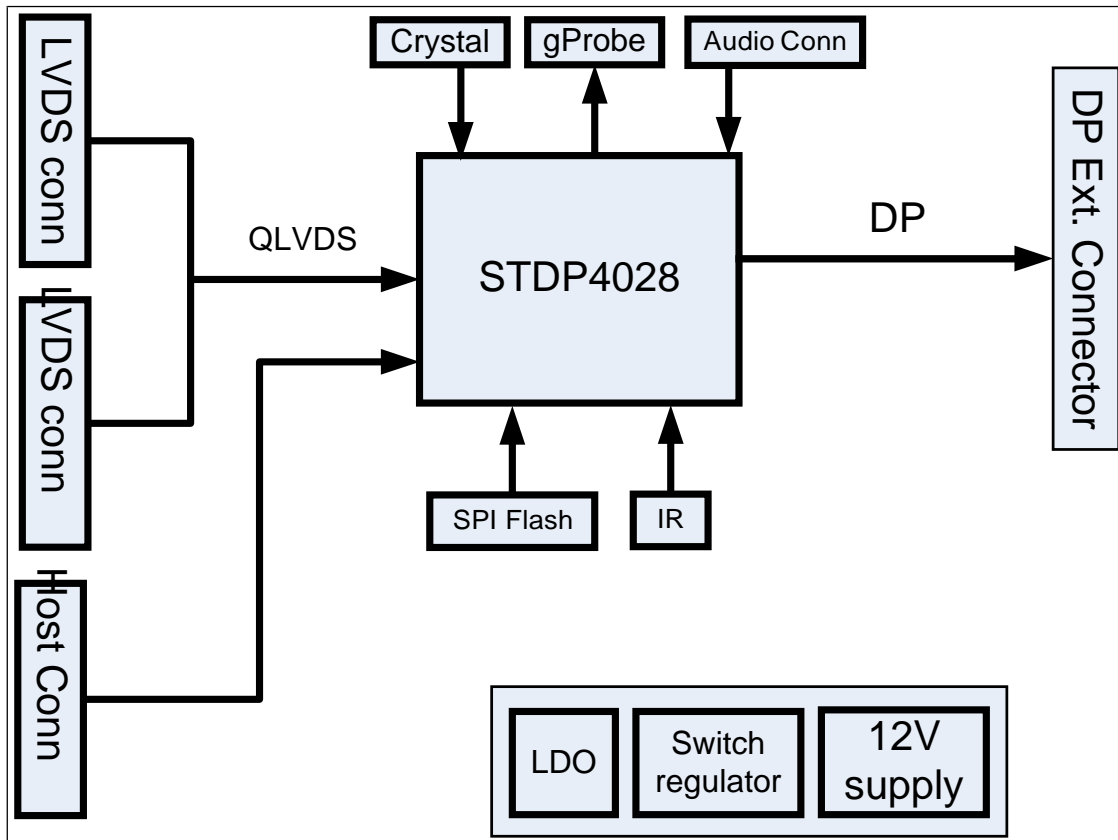 LVDS conn
LVDS conn
Host Conn
Crystal
gProbe
Audio Conn
QLVDS
STDP4028
DP
DP Ext. Connector
SPI Flash
IR
LDO
Switch
regulator
12V
supply